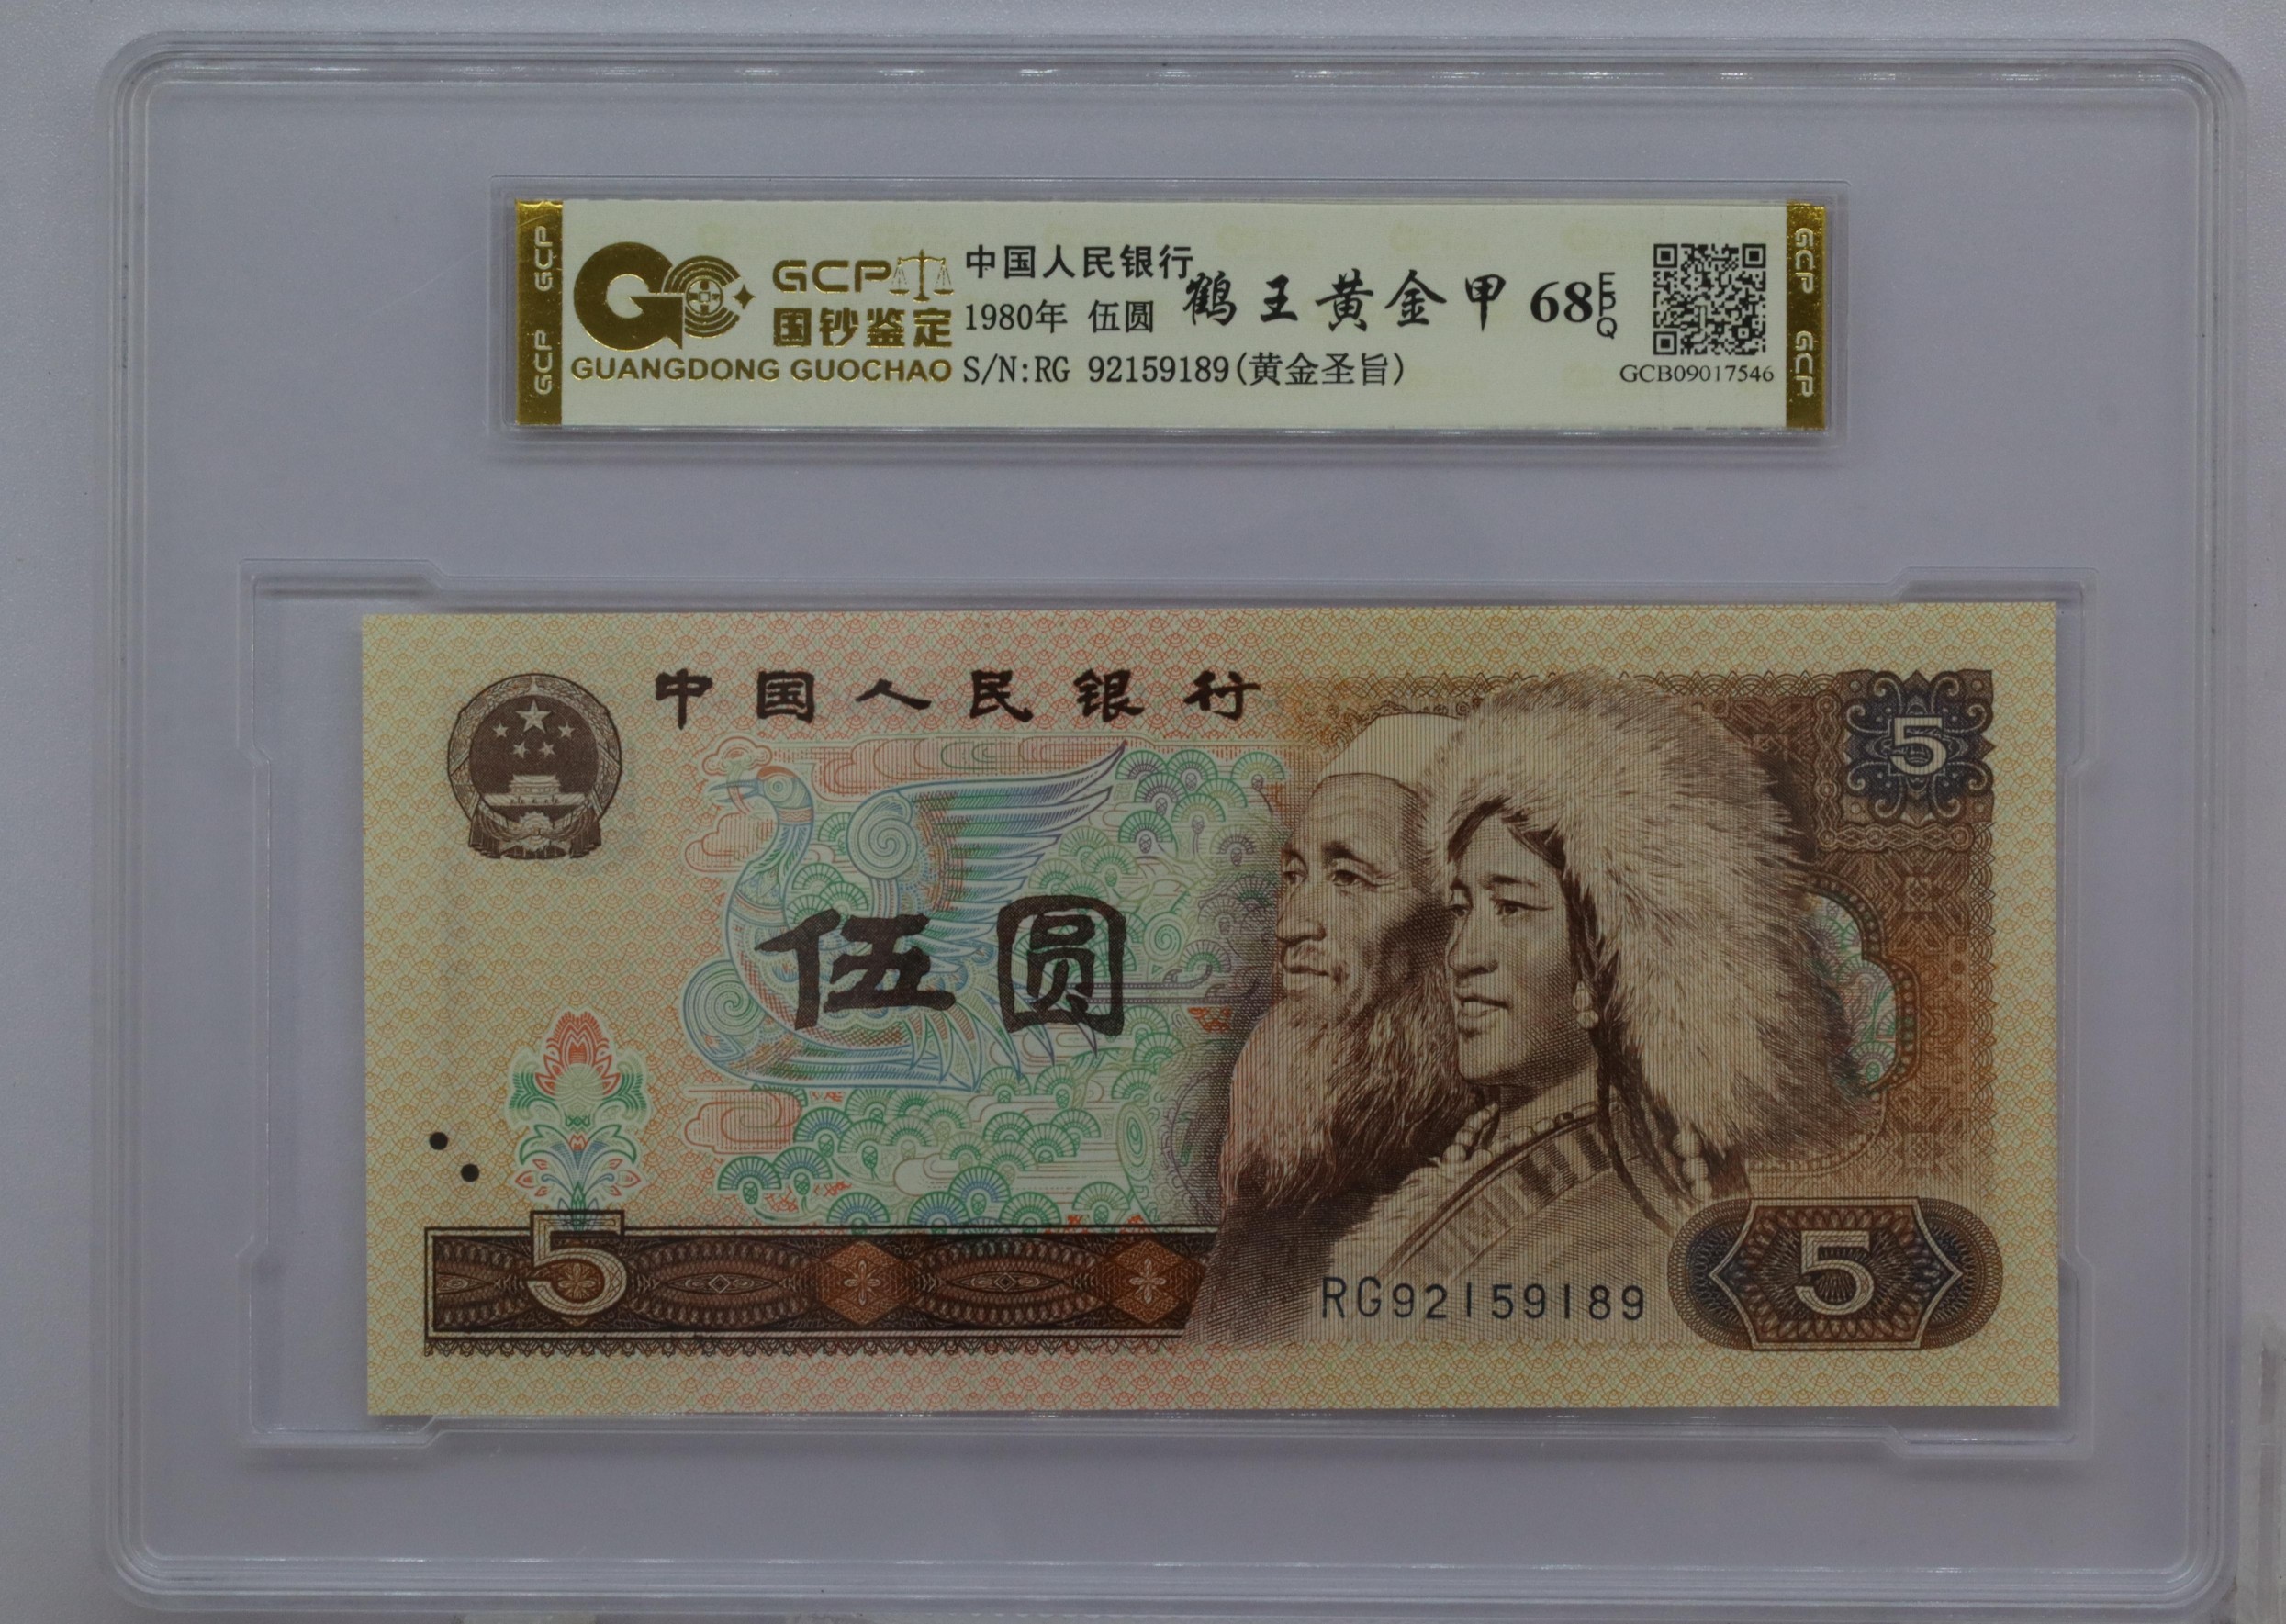 GCP GCP
GCP
国钞鉴定
GUANGDONG GUOCHAO
中国人民银行
1980年 伍圆
鹤王黄金甲 68 EPQ
S/N:RG 92159189(黄金圣旨)
GCB09017546
GCP GCP
中国人民银行
5
伍圆
5
RG92159189
5